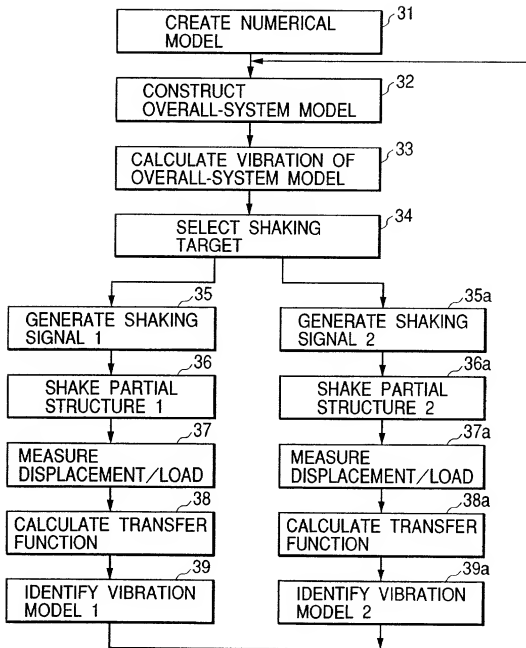 31
CREATE NUMERICAL
MODEL
32
CONSTRUCT
OVERALL-SYSTEM MODEL
33
CALCULATE VIBRATION OF
OVERALL-SYSTEM MODEL
34
SELECT SHAKING
TARGET
35
GENERATE SHAKING
SIGNAL 1
36
SHAKE PARTIAL
STRUCTURE 1
37
MEASURE
DISPLACEMENT/LOAD
38
CALCULATE TRANSFER
FUNCTION
39
IDENTIFY VIBRATION
MODEL 1
35a
GENERATE SHAKING
SIGNAL 2
36a
SHAKE PARTIAL
STRUCTURE 2
37a
MEASURE
DISPLACEMENT/LOAD
38a
CALCULATE TRANSFER
FUNCTION
39a
IDENTIFY VIBRATION
MODEL 2